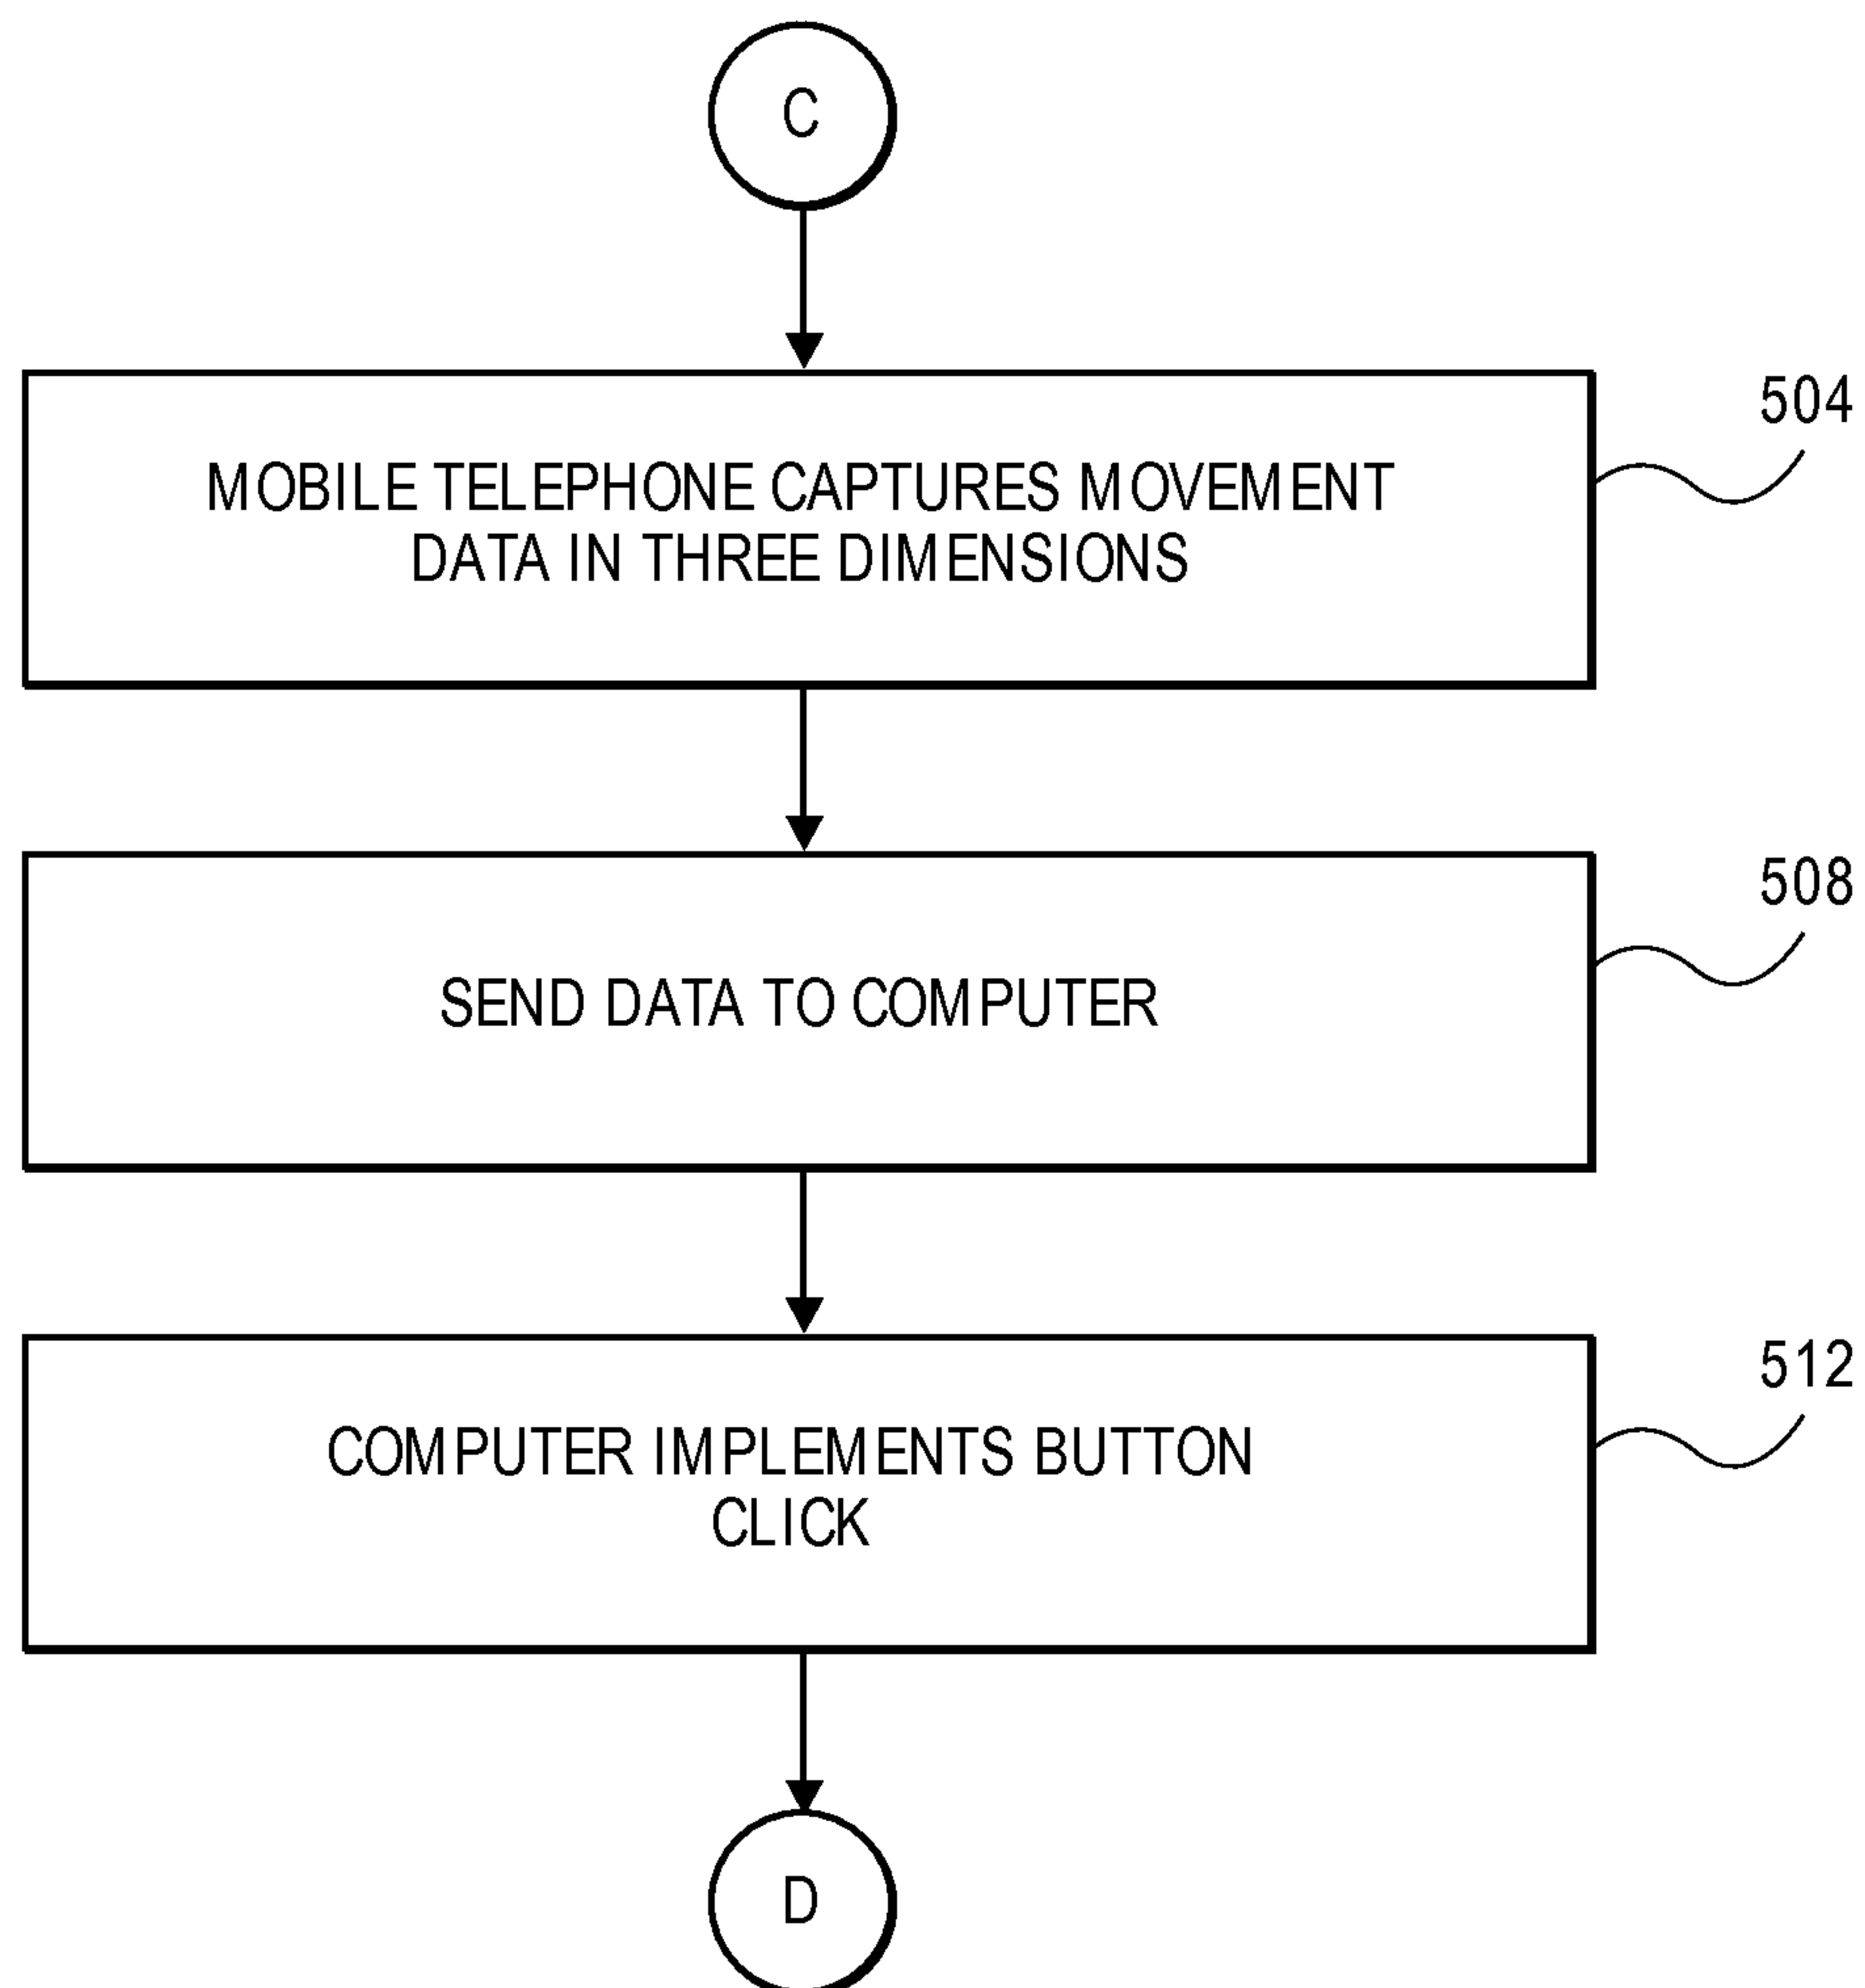 C
504
MOBILE TELEPHONE CAPTURES MOVEMENT
DATA IN THREE DIMENSIONS
508
SEND DATA TO COMPUTER
512
COMPUTER IMPLEMENTS BUTTON
CLICK
D